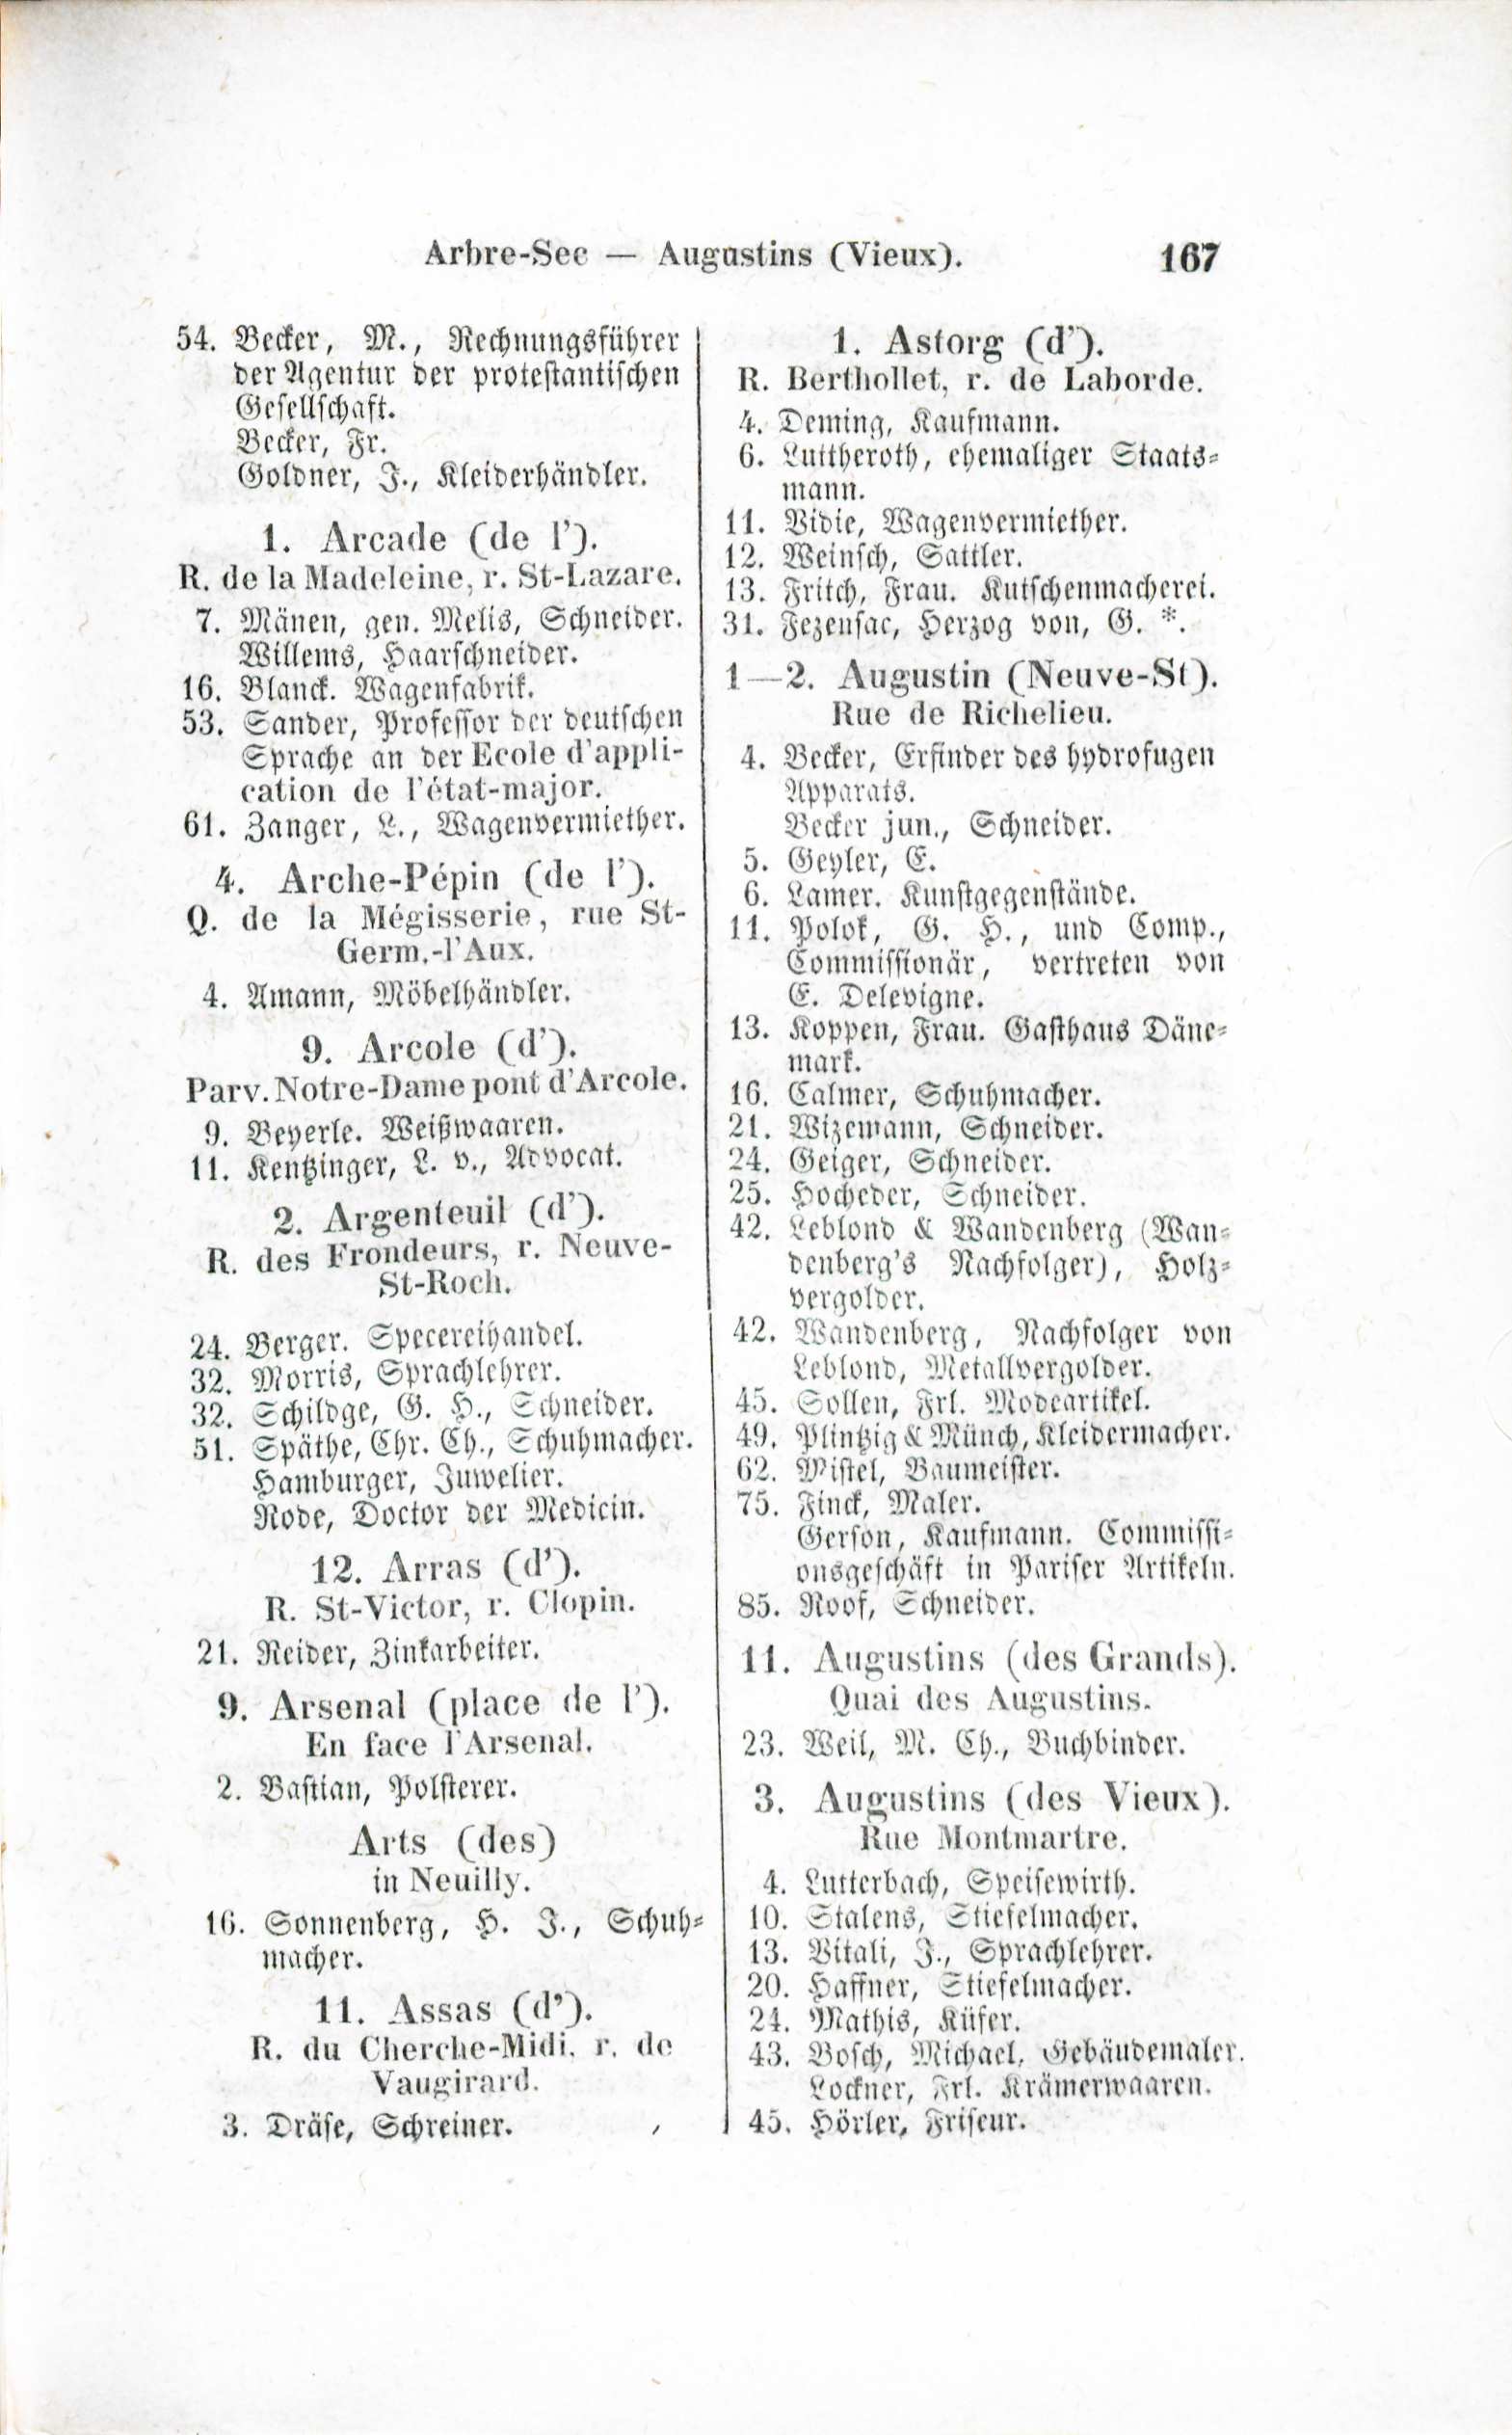 Arbre-Sec — Augustins (Vieux). 167
54. Becker, M., Rechnungsführer
der Agentur der protestantischen
Gesellschaft.
Becker, Fr.
Goldner, J., Kleiderhändler.
1. Arcade (de l').
R. de la Madeleine, r. St-Lazare.
7. Mänen, gen. Melis, Schneider.
Willems, Haarschneider.
16. Blanck. Wagenfabrik.
53. Sander, Professor der deutschen
Sprache an der Ecole d'appli-
cation de l'état-major.
61. Zanger, L., Wagenvermiether.
4. Arche-Pépin (de l').
Q. de la Mégisserie, rue St-
Germ.-l'Aux.
4. Amann, Möbelhändler.
9. Arcole (d').
Parv. Notre-Dame pont d'Arcole.
9. Beyerle. Weißwaaren.
11. Kentzinger, L. v., Advocat.
2. Argenteuil (d').
R. des Frondeurs, r. Neuve-
St-Roch.
24. Berger. Specereihandel.
32. Morris, Sprachlehrer.
32. Schildge, G. H., Schneider.
51. Späthe, Chr. Ch., Schuhmacher.
Hamburger, Juwelier.
Rode, Doctor der Medicin.
12. Arras (d').
R. St-Victor, r. Clopin.
21. Reider, Zinkarbeiter.
9. Arsenal (place de l').
En face l'Arsenal.
2. Bastian, Polsterer.
Arts (des)
in Neuilly.
16. Sonnenberg, H. J., Schuh-
macher.
11. Assas (d').
R. du Cherche-Midi, r. de
Vaugirard.
3. Dräse, Schreiner.
1. Astorg (d').
R. Berthollet, r. de Laborde.
4. Deming, Kaufmann.
6. Luttheroth, ehemaliger Staats-
mann.
11. Vidie, Wagenvermiether.
12. Weinsch, Sattler.
13. Fritch, Frau. Kutschenmacherei.
31. Fezensac, Herzog von, G. *.
1—2. Augustin (Neuve-St).
Rue de Richelieu.
4. Becker, Erfinder des hydrofugen
Apparats.
Becker jun., Schneider.
5. Geyler, E.
6. Lamer. Kunstgegenstände.
11. Polok, G. H., und Comp.,
Commissionär, vertreten von
E. Delevigne.
13. Koppen, Frau. Gasthaus Däne-
mark.
16. Calmer, Schuhmacher.
21. Wizemann, Schneider.
24. Geiger, Schneider.
25. Hocheder, Schneider.
42. Leblond & Wandenberg (Wan-
denberg's Nachfolger), Holz-
vergolder.
42. Wandenberg, Nachfolger von
Leblond, Metallvergolder.
45. Sollen, Frl. Modeartikel.
49. Plintzig & Münch, Kleidermacher.
62. Mistel, Baumeister.
75. Finck, Maler.
Gerson, Kaufmann. Commissi-
onsgeschäft in Pariser Artikeln.
85. Roof, Schneider.
11. Augustins (des Grands).
Quai des Augustins.
23. Weil, M. Ch., Buchbinder.
3. Augustins (des Vieux).
Rue Montmartre.
4. Lutterbach, Speisewirth.
10. Stalens, Stiefelmacher.
13. Vitali, J., Sprachlehrer.
20. Haffner, Stiefelmacher.
24. Mathis, Küfer.
43. Bosch, Michael, Gebäudemaler.
Lockner, Frl. Krämerwaaren.
45. Hörler, Friseur.